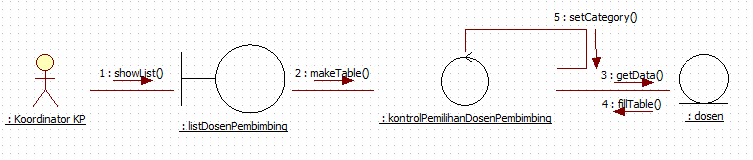 5 : setCategory()
1 : showList()
2 : makeTable()
3 : getData()
4 : fillTable()
: Koordinator KP
: listDosenPembimbing
: kontrolPemilihanDosenPembimbing
: dosen